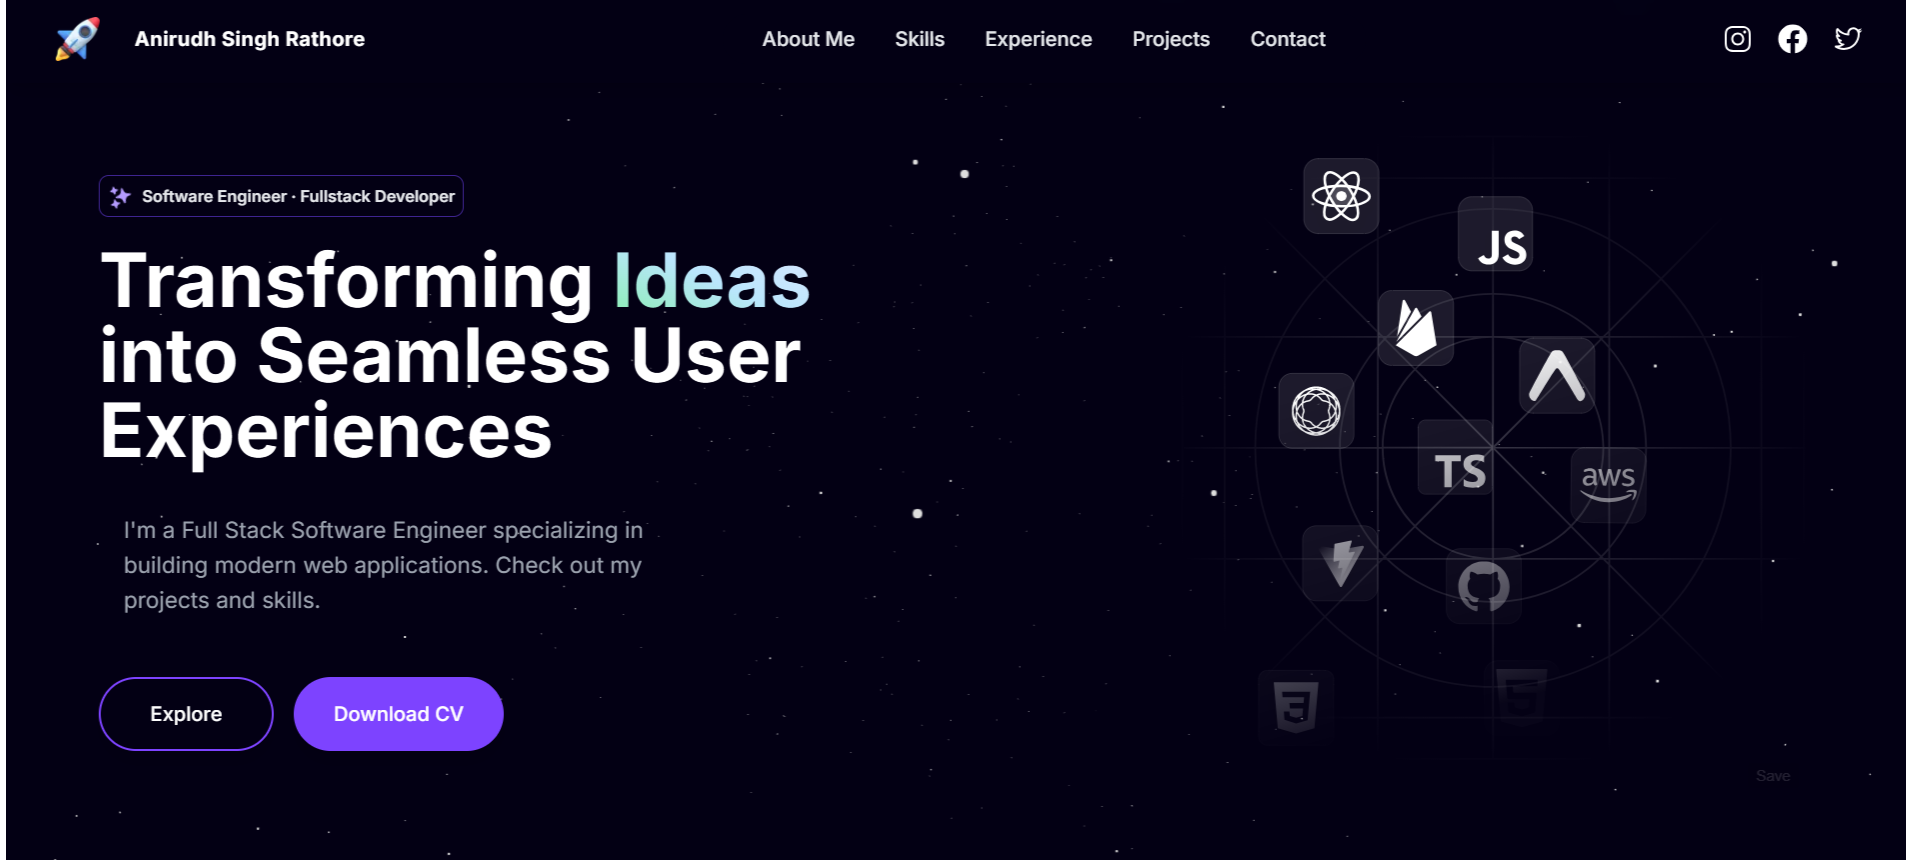 Anirudh Singh Rathore
About Me
Skills
Experience
Projects
Contact
Software Engineer · Fullstack Developer
Transforming Ideas
into Seamless User
Experiences
I'm a Full Stack Software Engineer specializing in
building modern web applications. Check out my
projects and skills.
Explore
Download CV
JS
TS
aws
3
5
Save